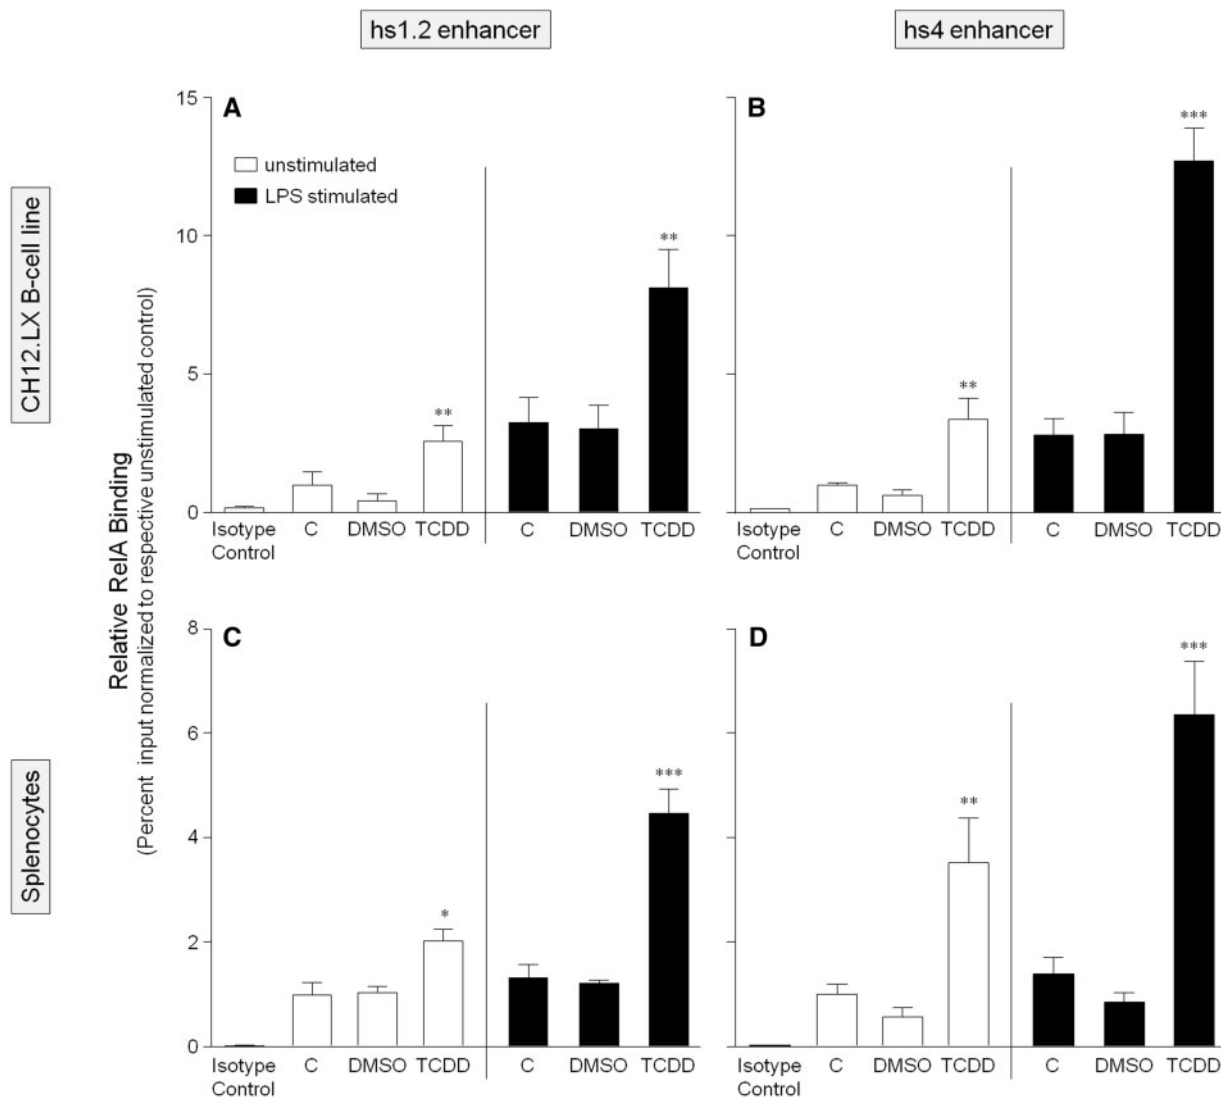 hs1.2 enhancer
hs4 enhancer
CH12.LX B-cell line
Splenocytes
Relative RelA Binding
(Percent input normalized to respective unstimulated control)
A
15
10
5
0
unstimulated
LPS stimulated
**
**
Isotype
Control
C
DMSO
TCDD
C
DMSO
TCDD
B
**
***
Isotype
Control
C
DMSO
TCDD
C
DMSO
TCDD
C
8
6
4
2
0
*
***
Isotype
Control
C
DMSO
TCDD
C
DMSO
TCDD
D
**
***
Isotype
Control
C
DMSO
TCDD
C
DMSO
TCDD